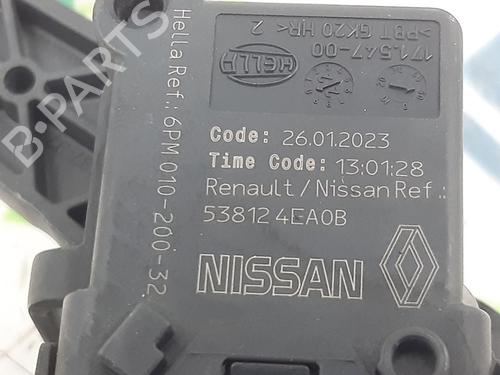 >PBT GK20 HR< 2
171.547-00
HELLA
Hella Ref.: 6PM 010-200-32
Code: 26.01.2023
Time Code: 13:01:28
Renault/Nissan Ref.:
53812 4EA0B
NISSAN
B-PARTS